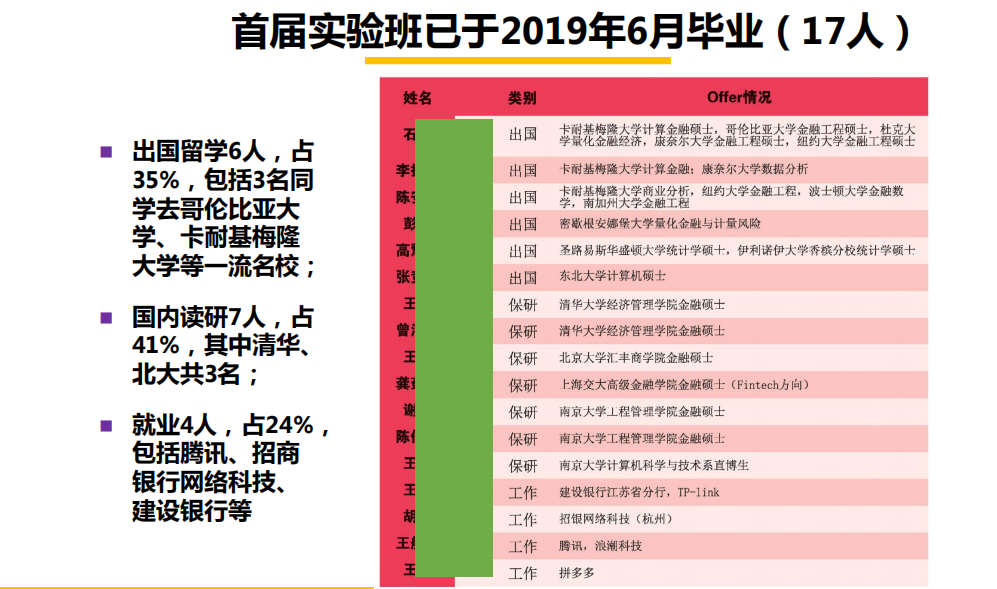 首届实验班已于2019年6月毕业（17人）
■ 出国留学6人，占
35%，包括3名同
学去哥伦比亚大
学、卡耐基梅隆
大学等一流名校；
■ 国内读研7人，占
41%，其中清华、
北大共3名；
■ 就业4人，占24%，
包括腾讯、招商
银行网络科技、
建设银行等
姓名 类别 Offer情况
石 出国 卡耐基梅隆大学计算金融硕士，哥伦比亚大学金融工程硕士，杜克大
学量化金融经济，康奈尔大学金融工程硕士，纽约大学金融工程硕士
李 出国 卡耐基梅隆大学计算金融；康奈尔大学数据分析
陈 出国 卡耐基梅隆大学商业分析，纽约大学金融工程，波士顿大学金融数
学，南加州大学金融工程
彭 出国 密歇根安娜堡大学量化金融与计量风险
高 出国 圣路易斯华盛顿大学统计学硕士，伊利诺伊大学香槟分校统计学硕士
张 出国 东北大学计算机硕士
王 保研 清华大学经济管理学院金融硕士
曾 保研 清华大学经济管理学院金融硕士
王 保研 北京大学汇丰商学院金融硕士
龚 保研 上海交大高级金融学院金融硕士（Fintech方向）
谢 保研 南京大学工程管理学院金融硕士
陈 保研 南京大学工程管理学院金融硕士
王 保研 南京大学计算机科学与技术系直博生
王 工作 建设银行江苏省分行，TP-link
胡 工作 招银网络科技（杭州）
王 工作 腾讯，浪潮科技
王 工作 拼多多